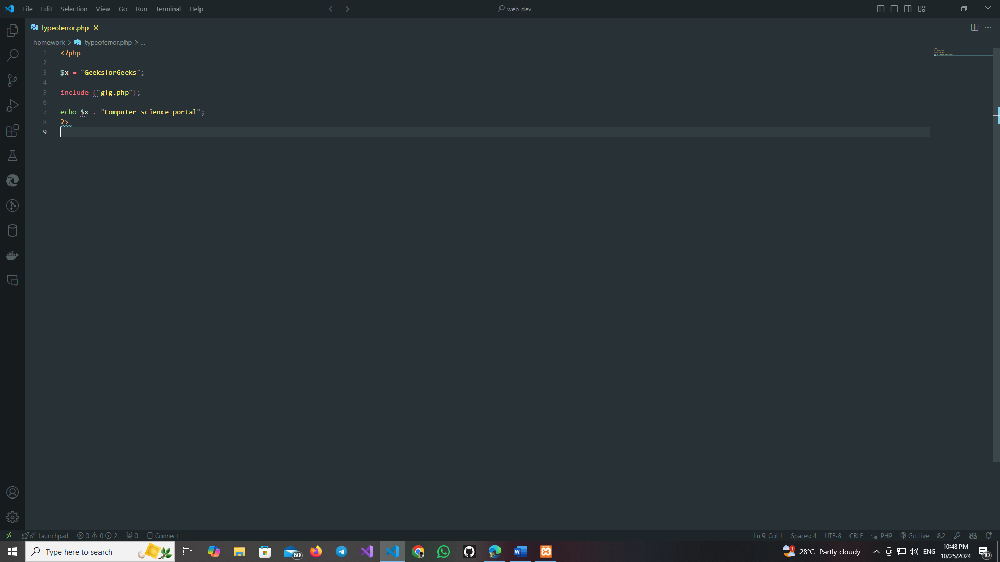 File Edit Selection View Go Run Terminal Help
web_dev
typeoferror.php
homework > typeoferror.php > ...
1 <?php
2
3 $x = "GeeksforGeeks";
4
5 include ("gfg.php");
6
7 echo $x . "Computer science portal";
8 ?>
9
Launchpad 0 0 2 0 Connect
Ln 9, Col 1 Spaces: 4 UTF-8 CRLF PHP Go Live 8.2
Type here to search
60
1 28°C Partly cloudy
ENG
10:48 PM
10/25/2024
10